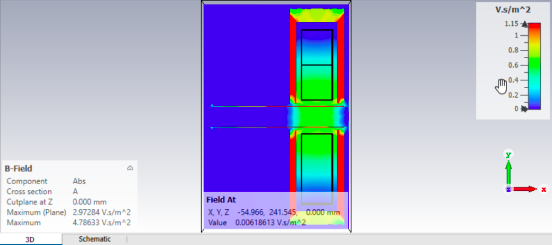 V.s/m^2
1.15
1
0.8
0.6
0.4
0.2
0
B-Field
Component Abs
Cross section A
Cutplane at Z 0.000 mm
Maximum (Plane) 2.97284 V.s/m^2
Maximum 4.78633 V.s/m^2
Field At
X, Y, Z -54.966, 241.545, 0.000 mm
Value 0.00618613 V.s/m^2
y
z
x
3D Schematic